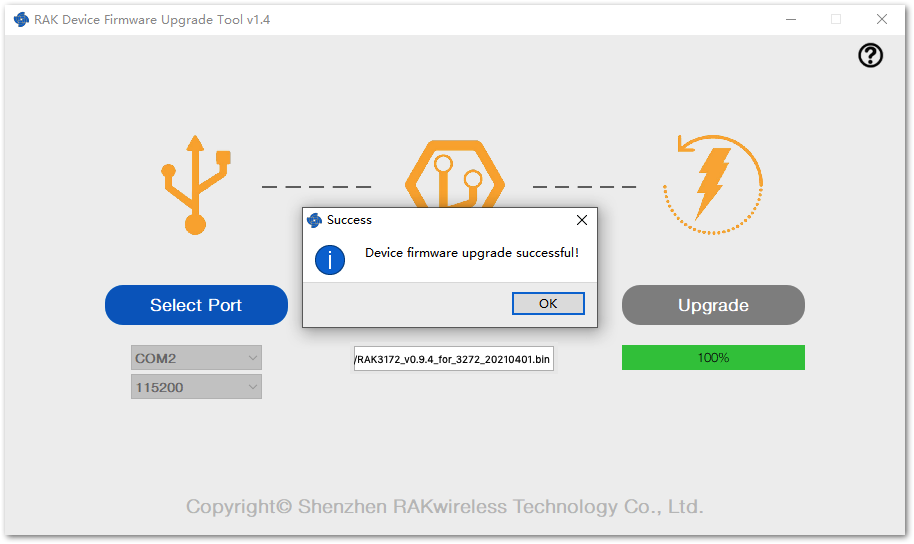 RAK Device Firmware Upgrade Tool v1.4
Success
Device firmware upgrade successful!
OK
Select Port
Upgrade
COM2
/RAK3172_v0.9.4_for_3272_20210401.bin
100%
115200
Copyright© Shenzhen RAKwireless Technology Co., Ltd.